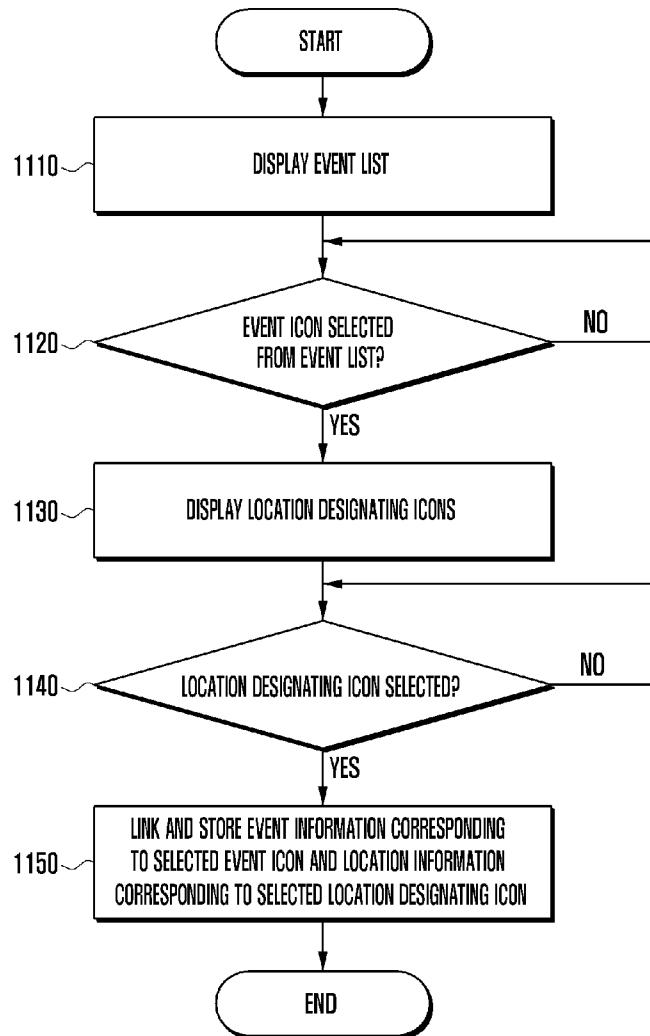 START
1110
DISPLAY EVENT LIST
1120
EVENT ICON SELECTED
FROM EVENT LIST?
NO
YES
1130
DISPLAY LOCATION DESIGNATING ICONS
1140
LOCATION DESIGNATING ICON SELECTED?
NO
YES
1150
LINK AND STORE EVENT INFORMATION CORRESPONDING
TO SELECTED EVENT ICON AND LOCATION INFORMATION
CORRESPONDING TO SELECTED LOCATION DESIGNATING ICON
END